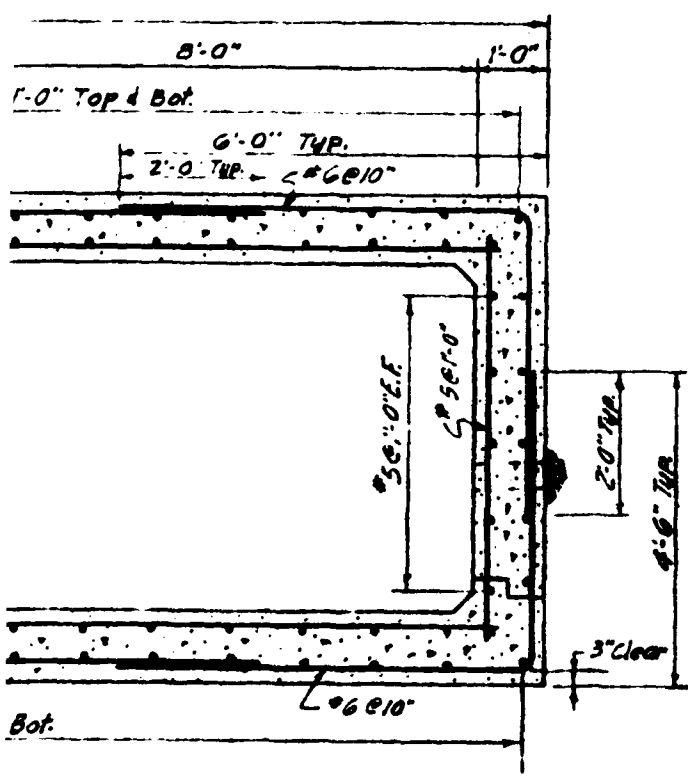 8'-0"
1'-0"
1'-0" Top & Bot.
6'-0" Typ.
2'-0" Typ.
#6@10"
#5@1'-0" E.F.
#5@1'-0"
2'-0" Typ.
4'-6" Typ.
3" Clear
#6@10"
Bot.